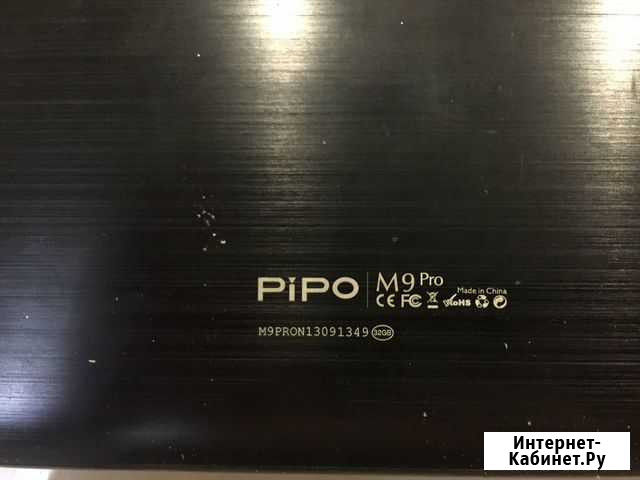 PiPO
M9 Pro
Made in China
CE FC RoHS
M9PRON13091349 32GB
Интернет-
Кабинет.Ру